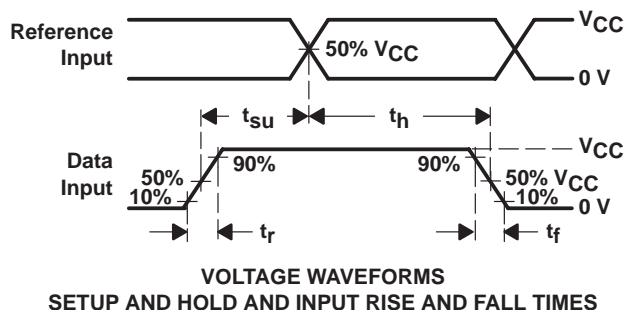 Reference
Input
VCC
50% VCC
0 V
tsu
th
Data
Input
VCC
90%
90%
50%
50% VCC
10%
10%
0 V
tr
tf
VOLTAGE WAVEFORMS
SETUP AND HOLD AND INPUT RISE AND FALL TIMES